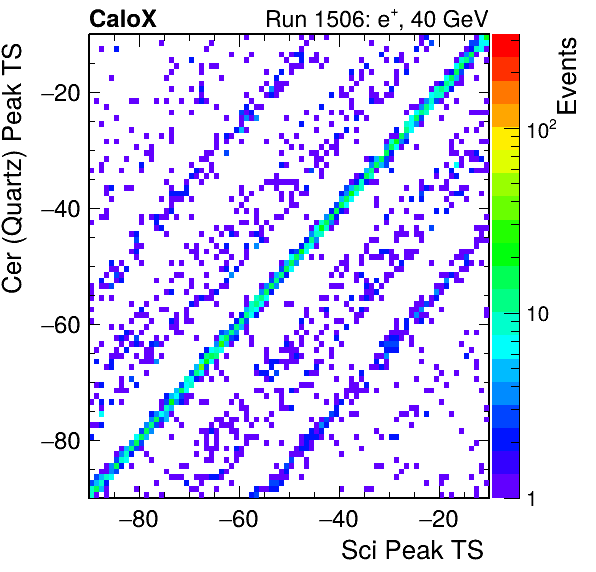 CaloX Run 1506: e⁺, 40 GeV
Cer (Quartz) Peak TS
−20
−40
−60
−80
−80 −60 −40 −20
Sci Peak TS
Events
10²
10
1